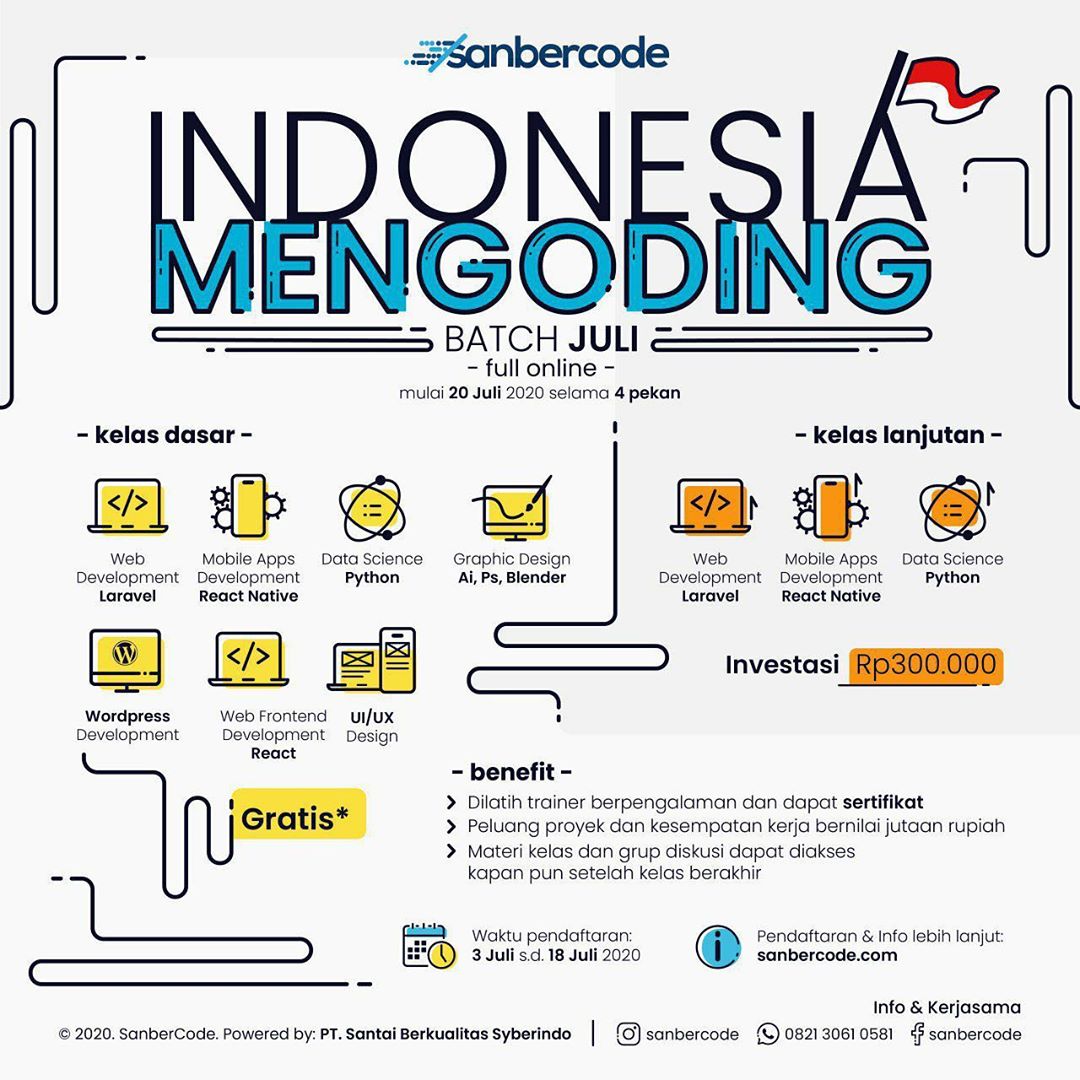 sanbercode
INDONESIA
MENGODING
BATCH JULI
- full online -
mulai 20 Juli 2020 selama 4 pekan
- kelas dasar -
</>
Web
Development
Laravel
Mobile Apps
Development
React Native
Data Science
Python
Graphic Design
Ai, Ps, Blender
W
Wordpress
Development
</>
Web Frontend
Development
React
UI/UX
Design
Gratis*
- kelas lanjutan -
</>
Web
Development
Laravel
Mobile Apps
Development
React Native
Data Science
Python
Investasi Rp300.000
- benefit -
Dilatih trainer berpengalaman dan dapat sertifikat
Peluang proyek dan kesempatan kerja bernilai jutaan rupiah
Materi kelas dan grup diskusi dapat diakses
kapan pun setelah kelas berakhir
Waktu pendaftaran:
3 Juli s.d. 18 Juli 2020
i
Pendaftaran & Info lebih lanjut:
sanbercode.com
Info & Kerjasama
© 2020. SanberCode. Powered by: PT. Santai Berkualitas Syberindo | sanbercode 0821 3061 0581 sanbercode